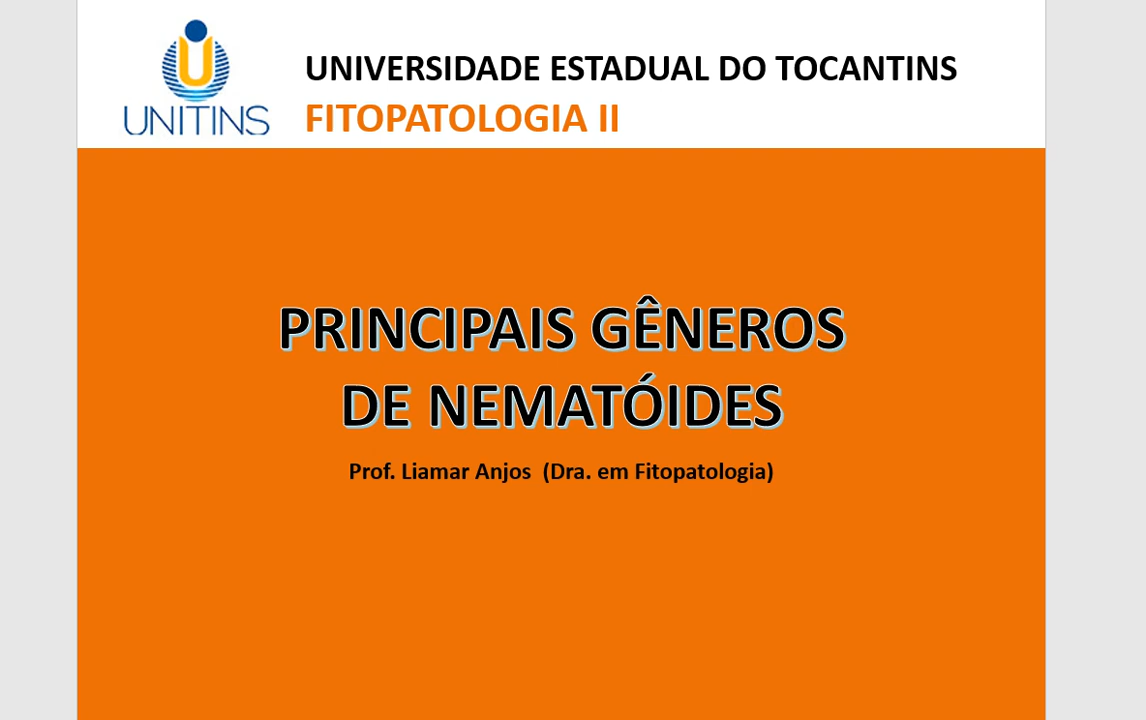 UNITINS
UNIVERSIDADE ESTADUAL DO TOCANTINS
FITOPATOLOGIA II
PRINCIPAIS GÊNEROS
DE NEMATÓIDES
Prof. Liamar Anjos (Dra. em Fitopatologia)